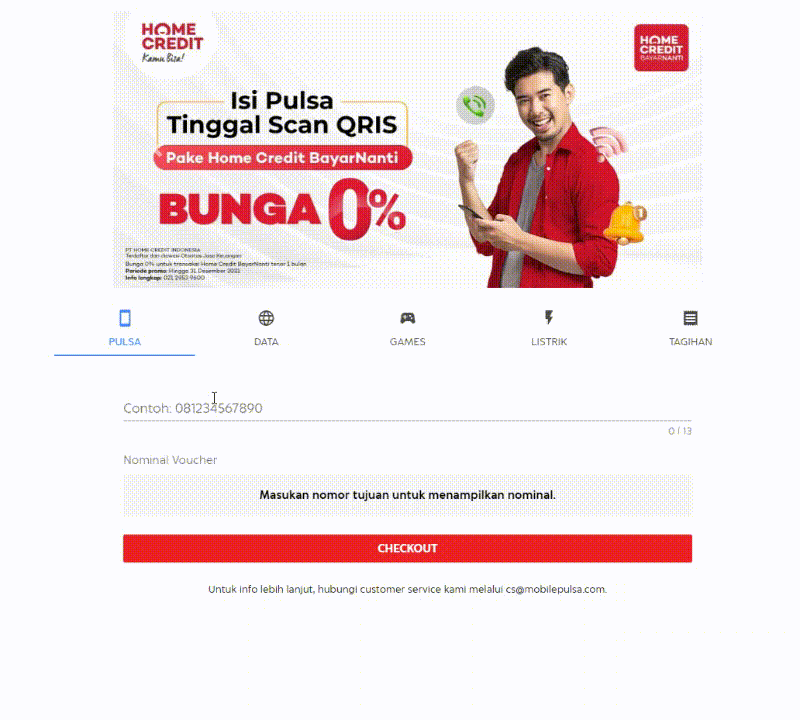 HOME
CREDIT
Kamu Bisa!
HOME
CREDIT
BAYARNANTI
Isi Pulsa
Tinggal Scan QRIS
Pake Home Credit BayarNanti
BUNGA 0%
PT HOME CREDIT INDONESIA
Terdaftar dan diawasi Otoritas Jasa Keuangan
Bunga 0% untuk transaksi Home Credit BayarNanti tenor 1 bulan
Periode promo: Hingga 31 Desember 2021
Info lengkap: 021 2953 9600
PULSA
DATA
GAMES
LISTRIK
TAGIHAN
Contoh: 081234567890
0 / 13
Nominal Voucher
Masukan nomor tujuan untuk menampilkan nominal.
CHECKOUT
Untuk info lebih lanjut, hubungi customer service kami melalui cs@mobilepulsa.com.